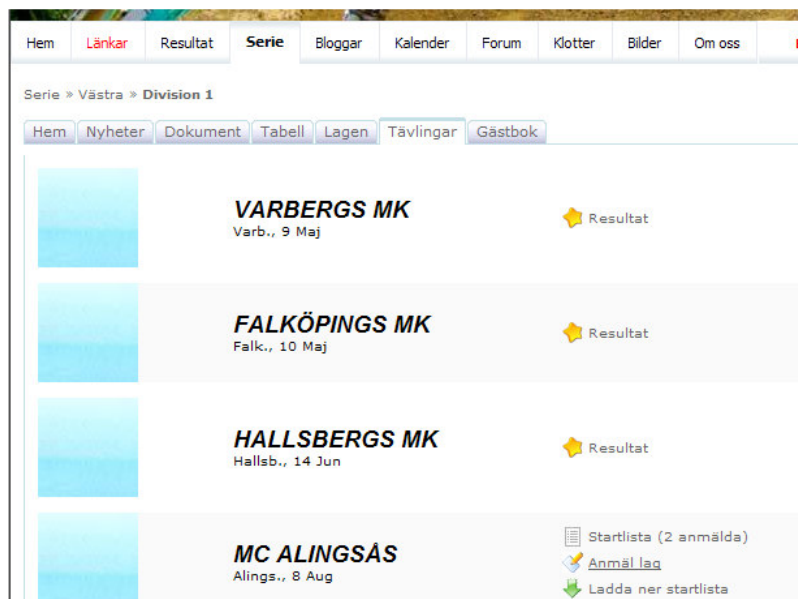 Hem Länkar Resultat Serie Bloggar Kalender Forum Klotter Bilder Om oss
Serie » Västra » Division 1
Hem Nyheter Dokument Tabell Lagen Tävlingar Gästbok
VARBERGS MK
Varb., 9 Maj
Resultat
FALKÖPINGS MK
Falk., 10 Maj
Resultat
HALLSBERGS MK
Hallsb., 14 Jun
Resultat
MC ALINGSÅS
Alings., 8 Aug
Startlista (2 anmälda)
Anmäl lag
Ladda ner startlista